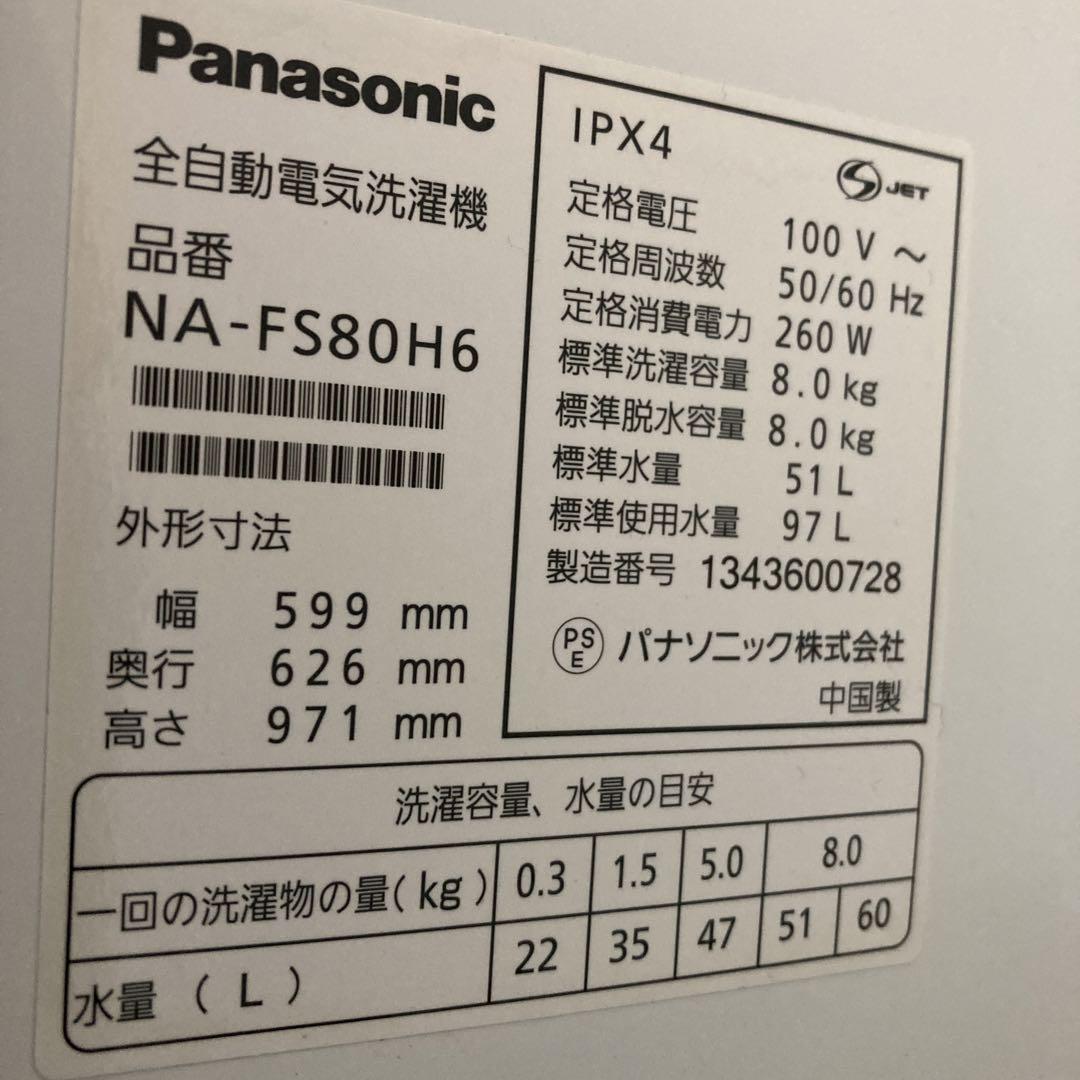 Panasonic
全自動電気洗濯機
品番
NA-FS80H6
外形寸法
幅 599 mm
奥行 626 mm
高さ 971 mm
IPX4
JET
定格電圧 100 V ～
定格周波数 50/60 Hz
定格消費電力 260 W
標準洗濯容量 8.0 kg
標準脱水容量 8.0 kg
標準水量 51 L
標準使用水量 97 L
製造番号 1343600728
PSE パナソニック株式会社
中国製
洗濯容量、水量の目安
一回の洗濯物の量(kg) 0.3 1.5 5.0 8.0
水量 (L) 22 35 47 51 60